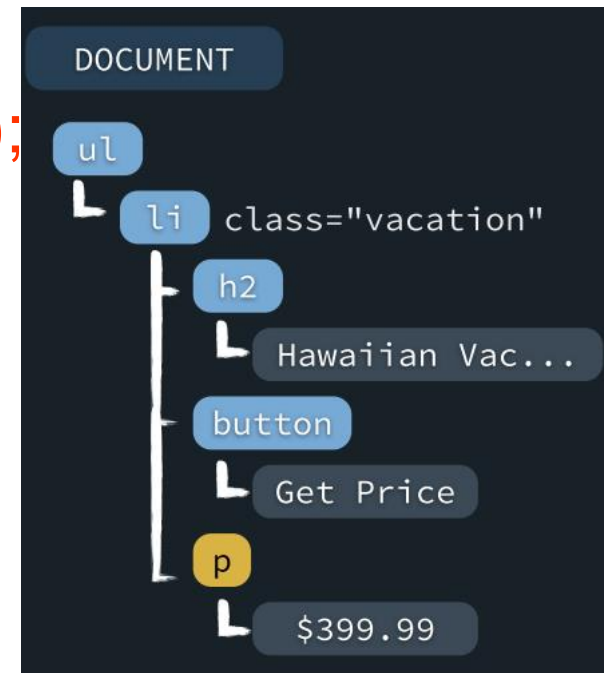 DOCUMENT
);
ul
li class="vacation"
h2
Hawaiian Vac...
button
Get Price
p
$399.99